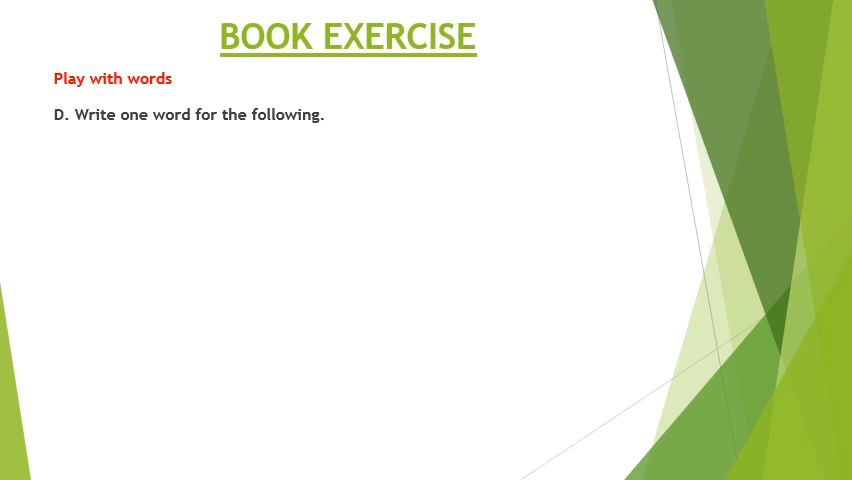 BOOK EXERCISE
Play with words
D. Write one word for the following.